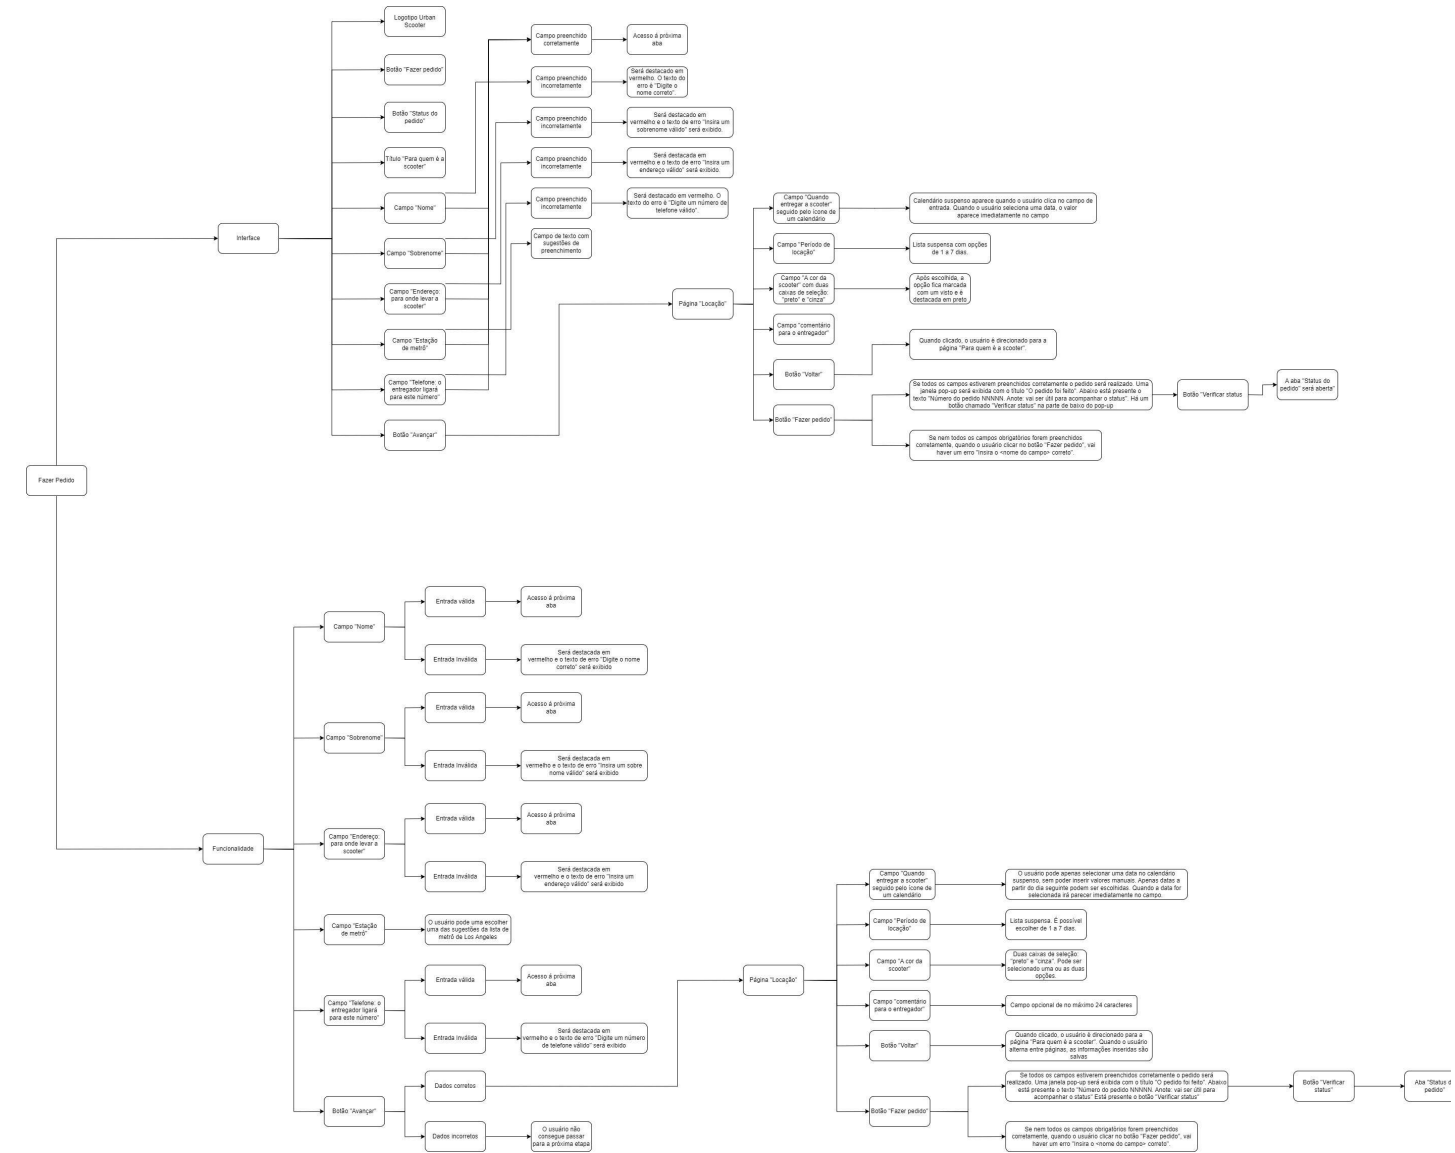 Logotipo Urban
Scooter
Botão "Fazer pedido"
Botão "Status do
pedido"
Título "Para quem é a
scooter"
Campo "Nome"
Campo "Sobrenome"
Campo "Endereço:
para onde levar a
scooter"
Campo "Estação
de metrô"
Campo "Telefone: o
entregador ligará
para este número"
Botão "Avançar"
Interface
Fazer Pedido
Campo preenchido
corretamente
Acesso á próxima
aba
Campo preenchido
incorretamente
Será destacado em
vermelho. O texto do
erro é "Digite o
nome correto".
Campo preenchido
incorretamente
Será destacado em
vermelho e o texto de erro "Insira um
sobrenome válido" será exibido.
Campo preenchido
incorretamente
Será destacada em
vermelho e o texto de erro "Insira um
endereço válido" será exibido.
Campo preenchido
incorretamente
Será destacado em vermelho. O
texto do erro é "Digite um número de
telefone válido".
Campo de texto com
sugestões de
preenchimento
Página "Locação"
Campo "Quando
entregar a scooter"
seguido pelo ícone de
um calendário
Calendário suspenso aparece quando o usuário clica no campo de
entrada. Quando o usuário seleciona uma data, o valor
aparece imediatamente no campo
Campo "Período de
locação"
Lista suspensa com opções
de 1 a 7 dias.
Campo "A cor da
scooter" com duas
caixas de seleção:
"preto" e "cinza"
Após escolhida, a
opção fica marcada
com um visto e é
destacada em preto
Campo "comentário
para o entregador"
Botão "Voltar"
Quando clicado, o usuário é direcionado para a
página "Para quem é a scooter".
Botão "Fazer pedido"
Se todos os campos estiverem preenchidos corretamente o pedido será realizado. Uma
janela pop-up será exibida com o título "O pedido foi feito". Abaixo está presente o
texto "Número do pedido NNNNN. Anote: vai ser útil para acompanhar o status". Há um
botão chamado "Verificar status" na parte de baixo do pop-up
Botão "Verificar status
A aba "Status do
pedido" será aberta"
Se nem todos os campos obrigatórios forem preenchidos
corretamente, quando o usuário clicar no botão "Fazer pedido", vai
haver um erro "Insira o <nome do campo> correto".
Funcionalidade
Campo "Nome"
Entrada válida
Acesso á próxima
aba
Entrada Inválida
Será destacada em
vermelho e o texto de erro "Digite o nome
correto" será exibido
Campo "Sobrenome"
Entrada válida
Acesso á próxima
aba
Entrada Inválida
Será destacada em
vermelho e o texto de erro "Insira um sobre
nome válido" será exibido
Campo "Endereço:
para onde levar a
scooter"
Entrada válida
Acesso á próxima
aba
Entrada Inválida
Será destacada em
vermelho e o texto de erro "Insira um
endereço válido" será exibido
Campo "Estação
de metrô"
O usuário pode uma escolher
uma das sugestões da lista de
metrô de Los Angeles
Campo "Telefone: o
entregador ligará
para este número"
Entrada válida
Acesso á próxima
aba
Entrada Inválida
Será destacada em
vermelho e o texto de erro "Digite um número
de telefone válido" será exibido
Botão "Avançar"
Dados corretos
Dados incorretos
O usuário não
consegue passar
para a próxima etapa
Página "Locação"
Campo "Quando
entregar a scooter"
seguido pelo ícone de
um calendário
O usuário pode apenas selecionar uma data no calendário
suspenso, sem poder inserir valores manuais. Apenas datas a
partir do dia seguinte podem ser escolhidas. Quando a data for
selecionada irá parecer imediatamente no campo.
Campo "Período de
locação"
Lista suspensa. É possível
escolher de 1 a 7 dias.
Campo "A cor da
scooter"
Duas caixas de seleção:
"preto" e "cinza". Pode ser
selecionado uma ou as duas
opções.
Campo "comentário
para o entregador"
Campo opcional de no máximo 24 caracteres
Botão "Voltar"
Quando clicado, o usuário é direcionado para a
página "Para quem é a scooter". Quando o usuário
alterna entre páginas, as informações inseridas são
salvas
Botão "Fazer pedido"
Se todos os campos estiverem preenchidos corretamente o pedido será
realizado. Uma janela pop-up será exibida com o título "O pedido foi feito". Abaixo
está presente o texto "Número do pedido NNNNN. Anote: vai ser útil para
acompanhar o status" Está presente o botão "Verificar status"
Botão "Verificar
status"
Aba "Status d
pedido"
Se nem todos os campos obrigatórios forem preenchidos
corretamente, quando o usuário clicar no botão "Fazer pedido", vai
haver um erro "Insira o <nome do campo> correto".